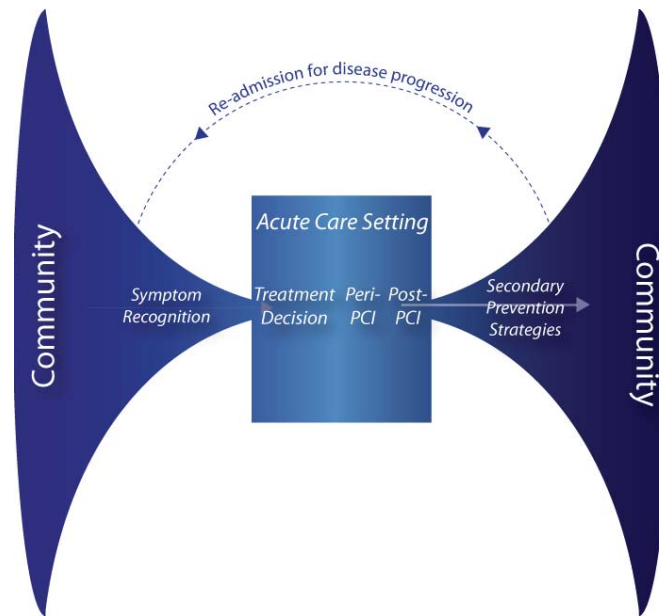 Re-admission for disease progression
Community
Symptom
Recognition
Acute Care Setting
Treatment
Decision
Peri-
PCI
Post-
PCI
Secondary
Prevention
Strategies
Community